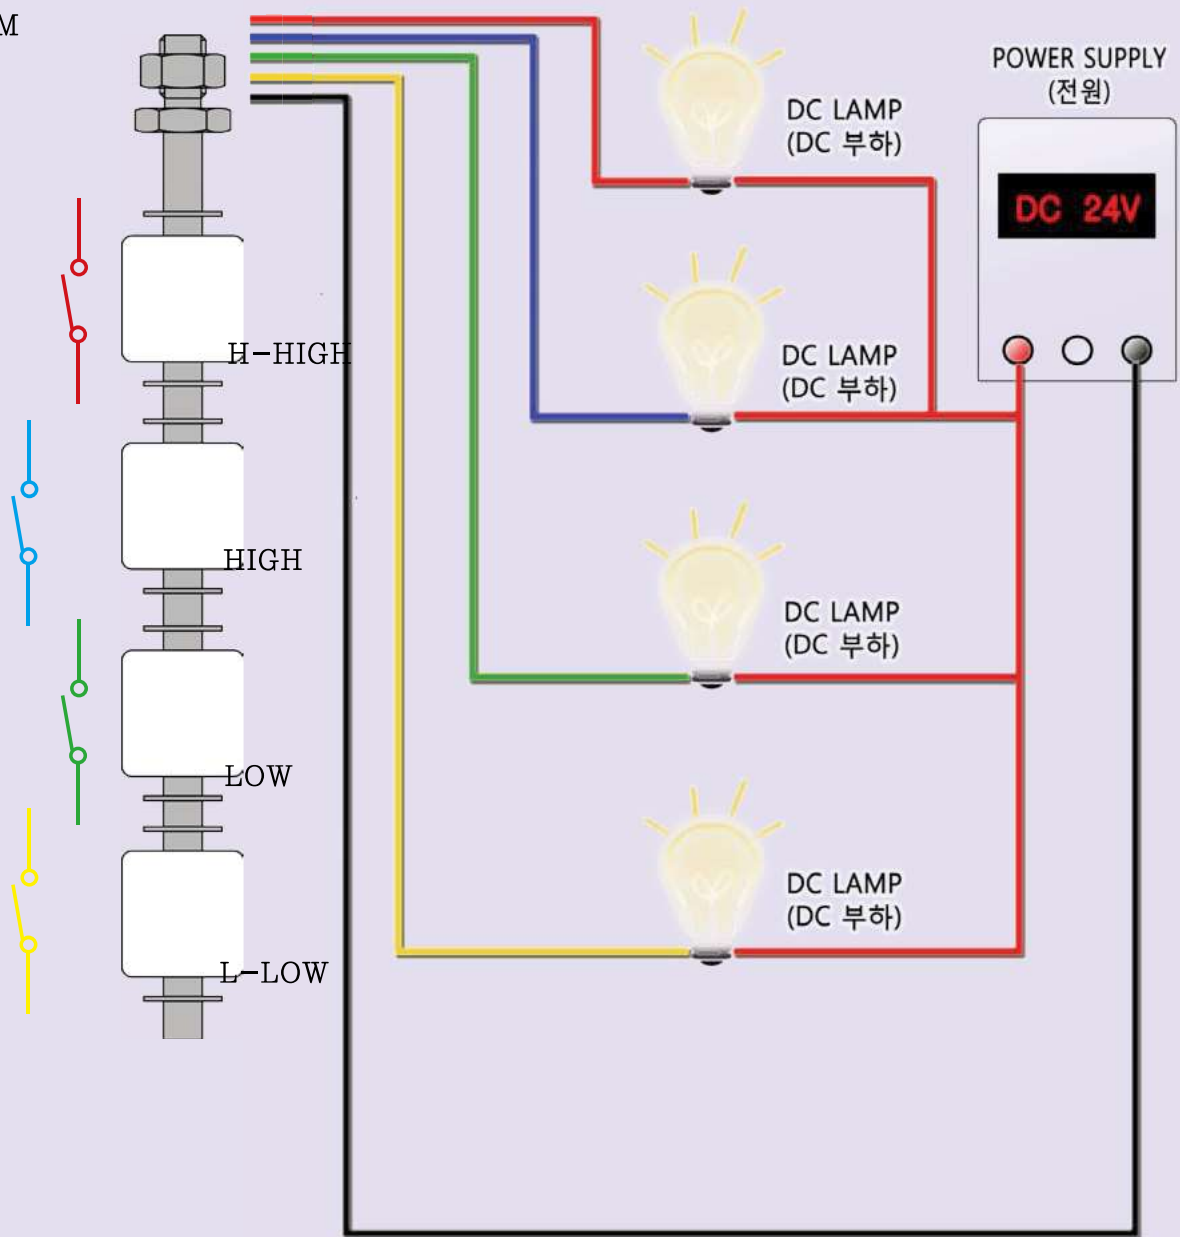 M
POWER SUPPLY
(전원)
DC 24V
DC LAMP
(DC 부하)
H-HIGH
DC LAMP
(DC 부하)
HIGH
DC LAMP
(DC 부하)
LOW
DC LAMP
(DC 부하)
L-LOW